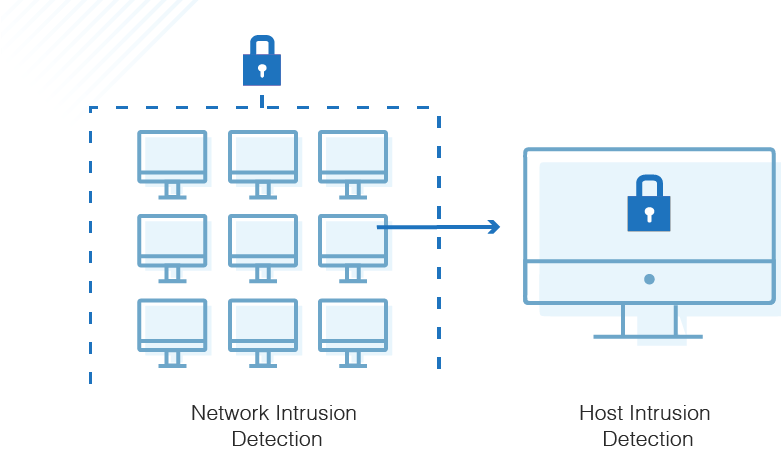 Network Intrusion
Detection
Host Intrusion
Detection